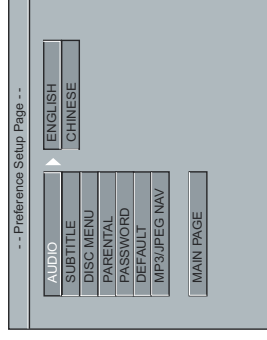 - - Preference Setup Page - -
AUDIO
SUBTITLE
DISC MENU
PARENTAL
PASSWORD
DEFAULT
MP3/JPEG NAV
MAIN PAGE
ENGLISH
CHINESE